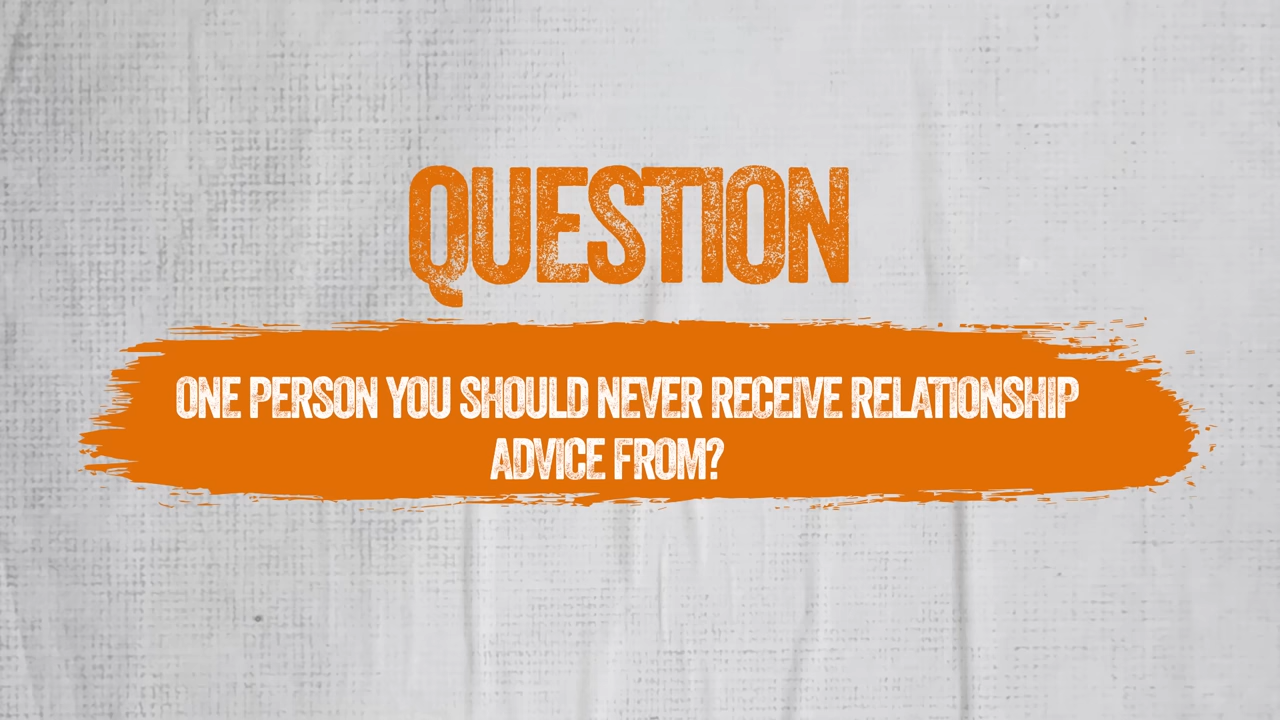 QUESTION
ONE PERSON YOU SHOULD NEVER RECEIVE RELATIONSHIP
ADVICE FROM?